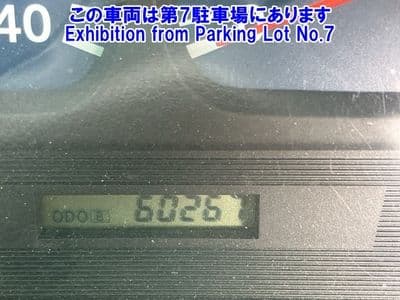 この車両は第7駐車場にあります
Exhibition from Parking Lot No.7
40
ODO B 60267